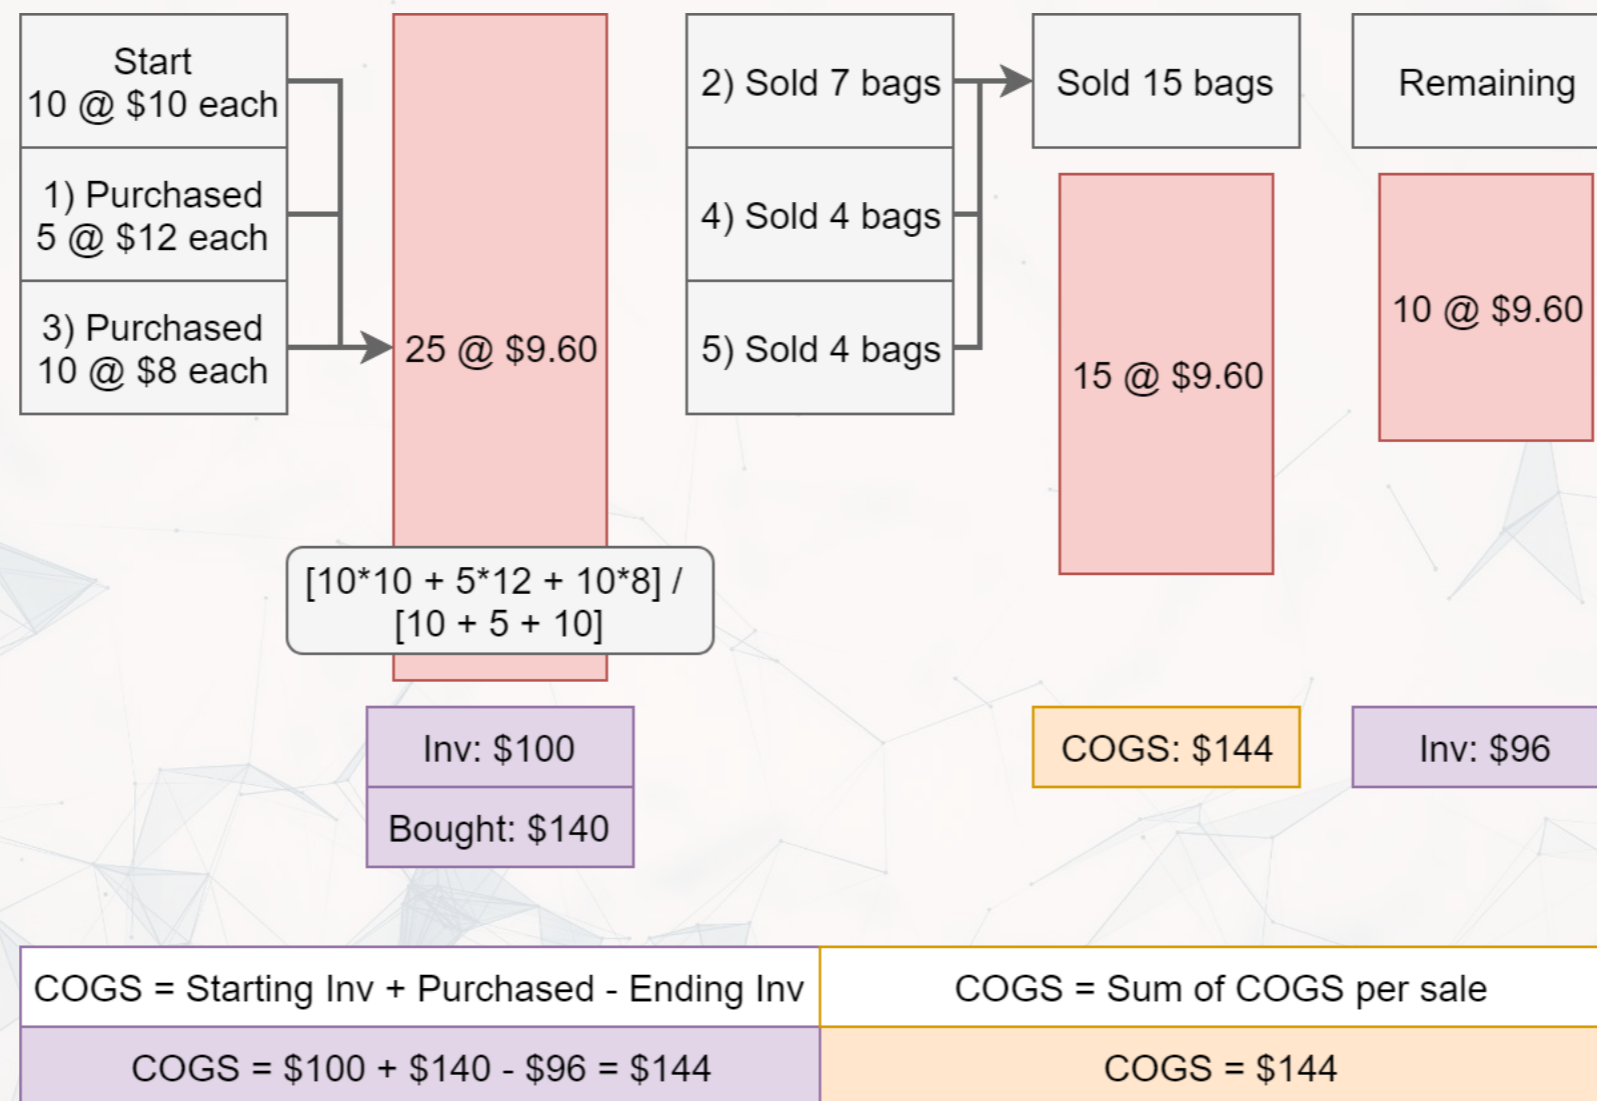 Start
10 @ $10 each
1) Purchased
5 @ $12 each
3) Purchased
10 @ $8 each
25 @ $9.60
[10*10 + 5*12 + 10*8] /
[10 + 5 + 10]
Inv: $100
Bought: $140
2) Sold 7 bags
4) Sold 4 bags
5) Sold 4 bags
Sold 15 bags
15 @ $9.60
COGS: $144
Remaining
10 @ $9.60
Inv: $96
COGS = Starting Inv + Purchased - Ending Inv
COGS = $100 + $140 - $96 = $144
COGS = Sum of COGS per sale
COGS = $144